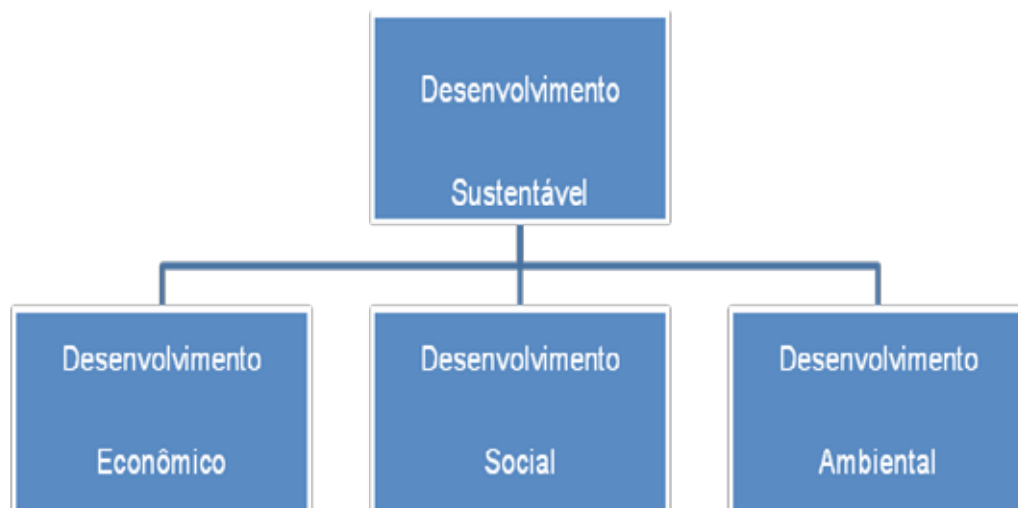 Desenvolvimento
Sustentável
Desenvolvimento
Econômico
Desenvolvimento
Social
Desenvolvimento
Ambiental